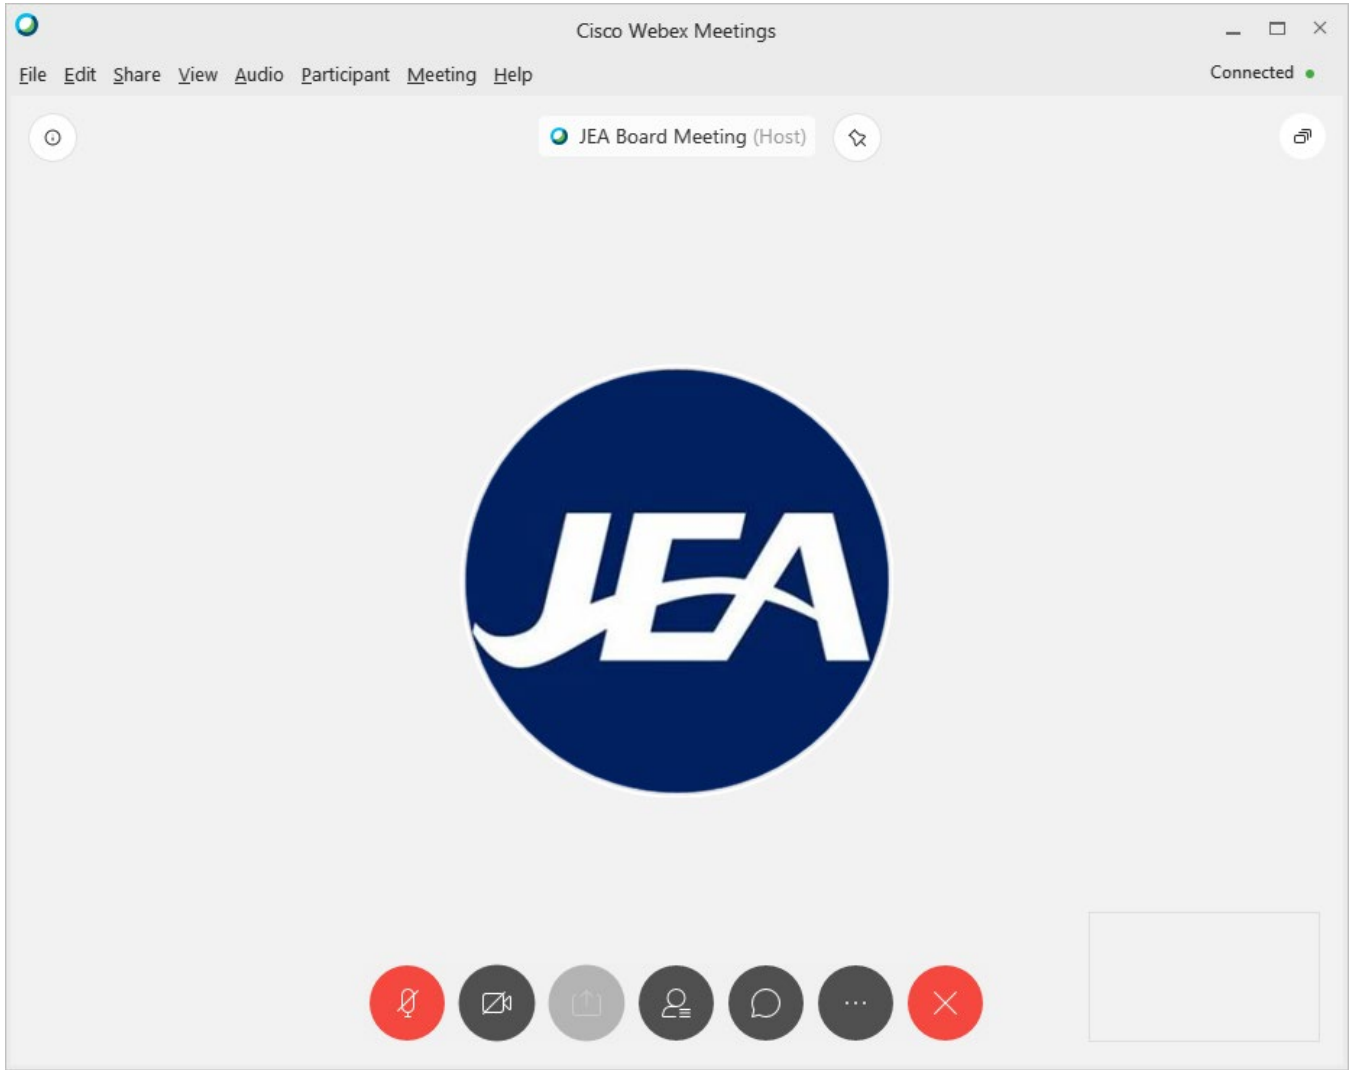 Cisco Webex Meetings
File Edit Share View Audio Participant Meeting Help
Connected
JEA Board Meeting (Host)
JEA